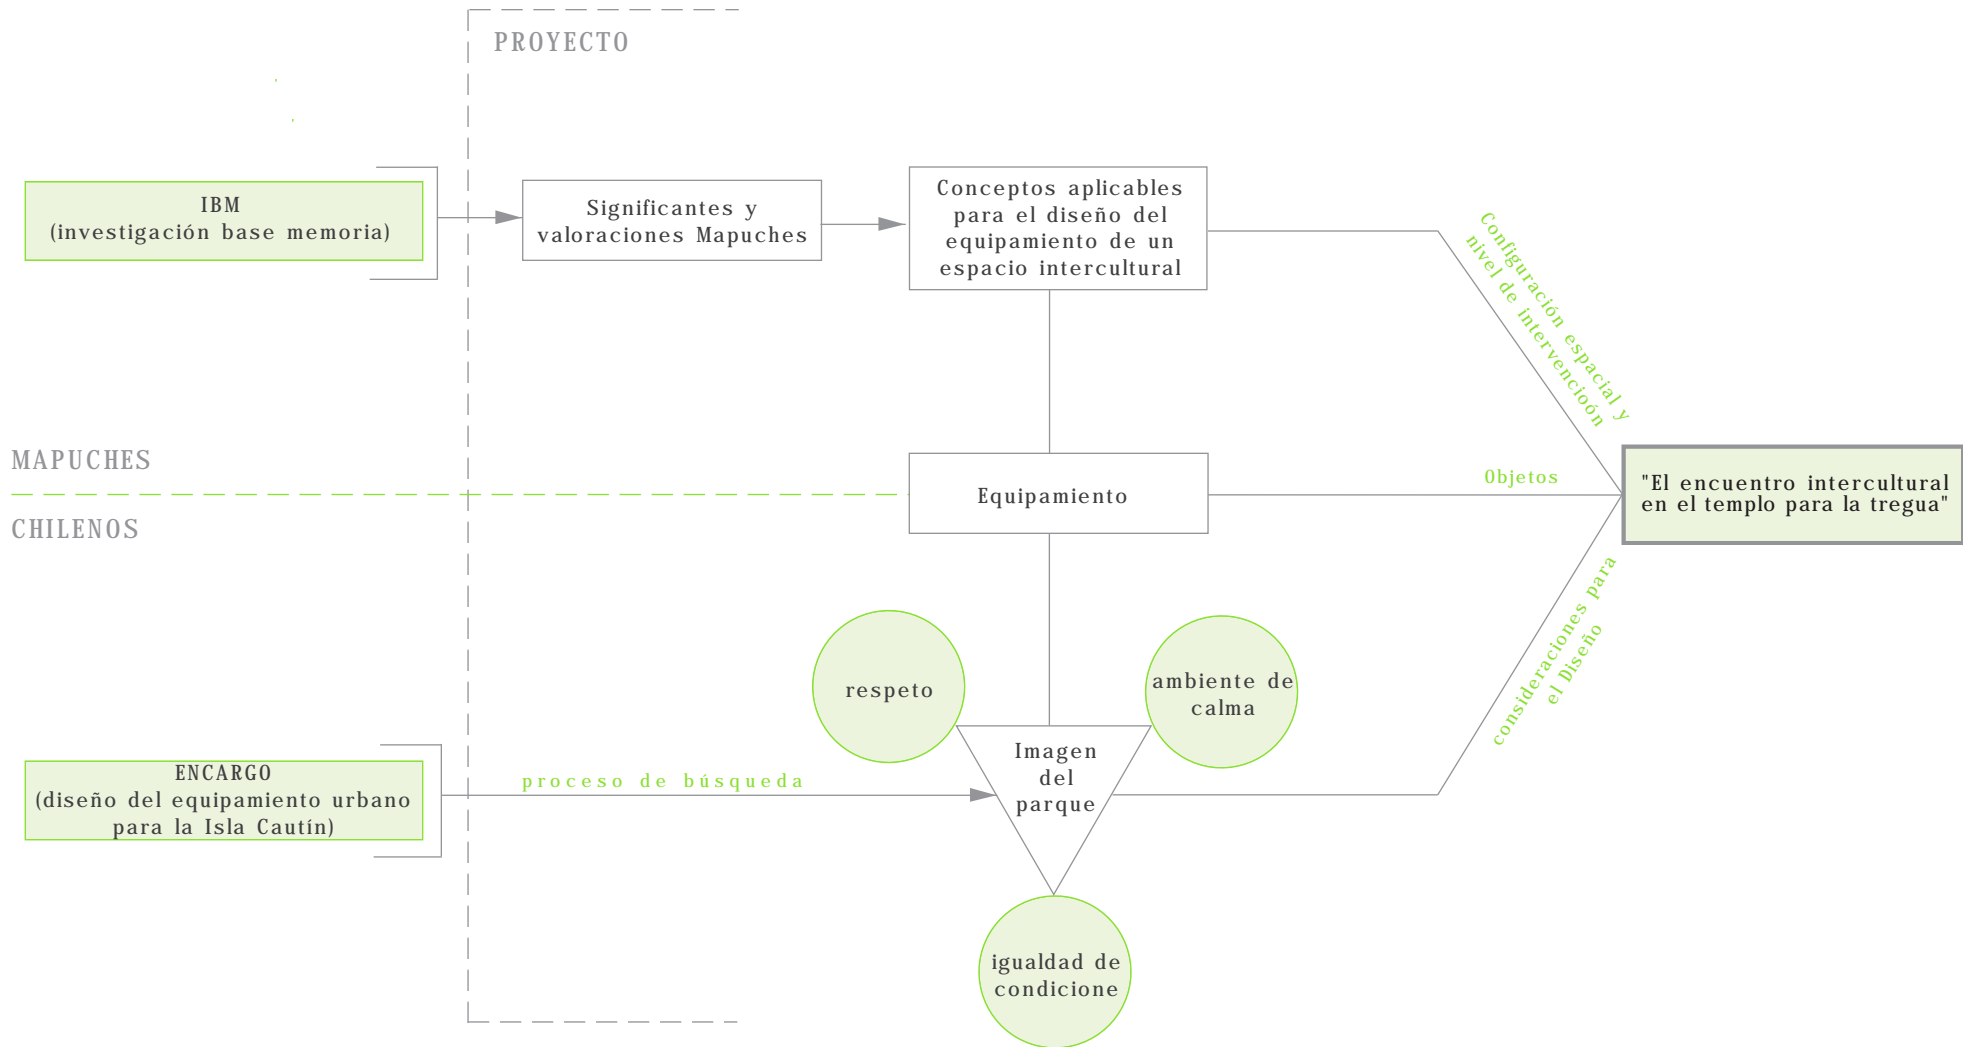 PROYECTO
IBM
(investigación base memoria)
Significantes y
valoraciones Mapuches
Conceptos aplicables
para el diseño del
equipamiento de un
espacio intercultural
Configuración espacial y
nivel de intervencioón
MAPUCHES
CHILENOS
Equipamiento
Objetos
"El encuentro intercultural
en el templo para la tregua"
consideraciones para
el Diseño
respeto
ambiente de
calma
Imagen
del
parque
ENCARGO
(diseño del equipamiento urbano
para la Isla Cautín)
proceso de búsqueda
igualdad de
condicione